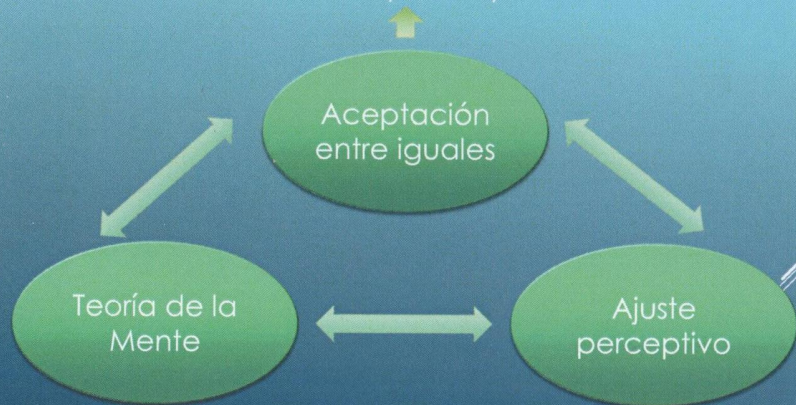 Aceptación
entre iguales
Teoría de la
Mente
Ajuste
perceptivo